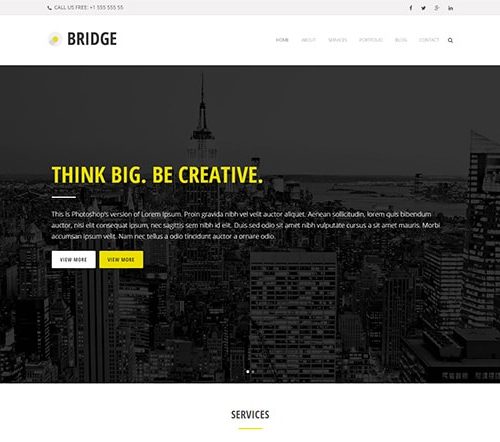 CALL US FREE: +1 555 555 55
BRIDGE
HOME ABOUT SERVICES PORTFOLIO BLOG CONTACT
THINK BIG. BE CREATIVE.
This is Photoshop's version of Lorem Ipsum. Proin gravida nibh vel velit auctor aliquet. Aenean sollicitudin, lorem quis bibendum
auctor, nisi elit consequat ipsum, nec sagittis sem nibh id elit. Duis sed odio sit amet nibh vulputate cursus a sit amet mauris. Morbi
accumsan ipsum velit. Nam nec tellus a odio tincidunt auctor a ornare odio.
VIEW MORE VIEW MORE
SERVICES